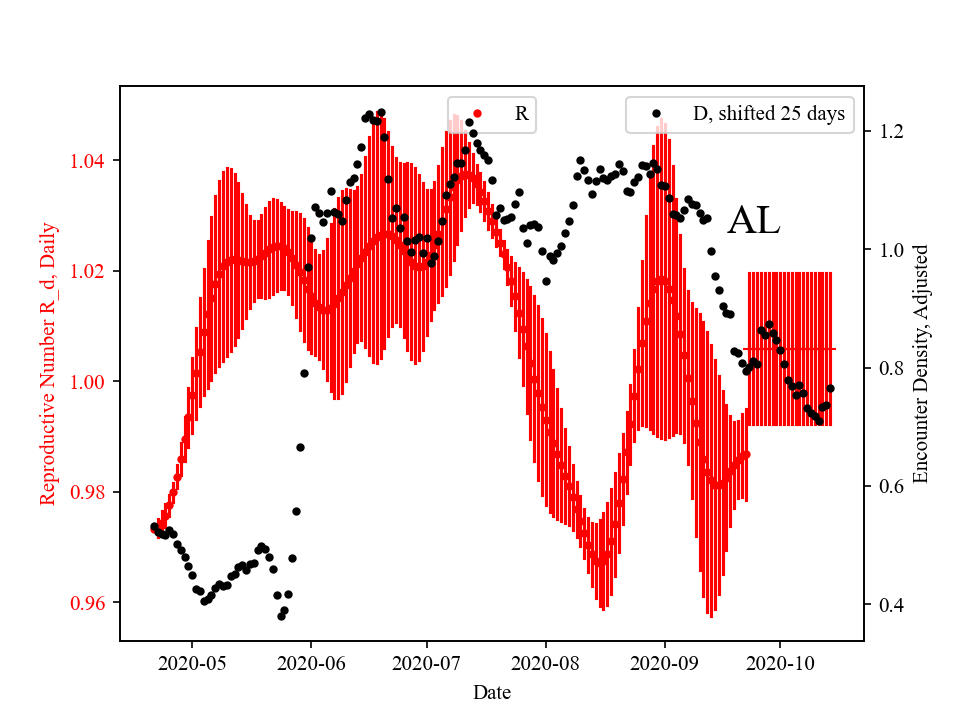 R
D, shifted 25 days
AL
Reproductive Number R_d, Daily
1.04
1.02
1.00
0.98
0.96
Encounter Density, Adjusted
1.2
1.0
0.8
0.6
0.4
2020-05
2020-06
2020-07
2020-08
2020-09
2020-10
Date